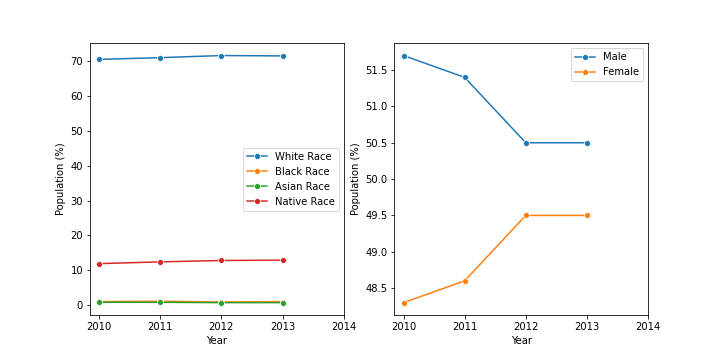 70
60
50
40
30
20
10
0
Population (%)
2010 2011 2012 2013 2014
Year
White Race
Black Race
Asian Race
Native Race
51.5
51.0
50.5
50.0
49.5
49.0
48.5
Population (%)
2010 2011 2012 2013 2014
Year
Male
Female